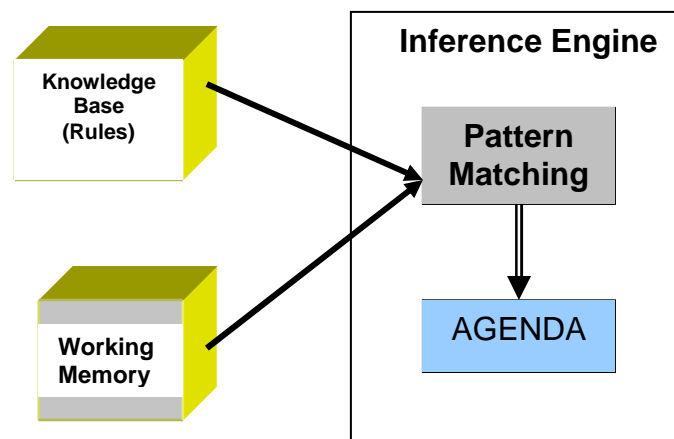 Inference Engine
Knowledge
Base
(Rules)
Pattern
Matching
Working
Memory
AGENDA